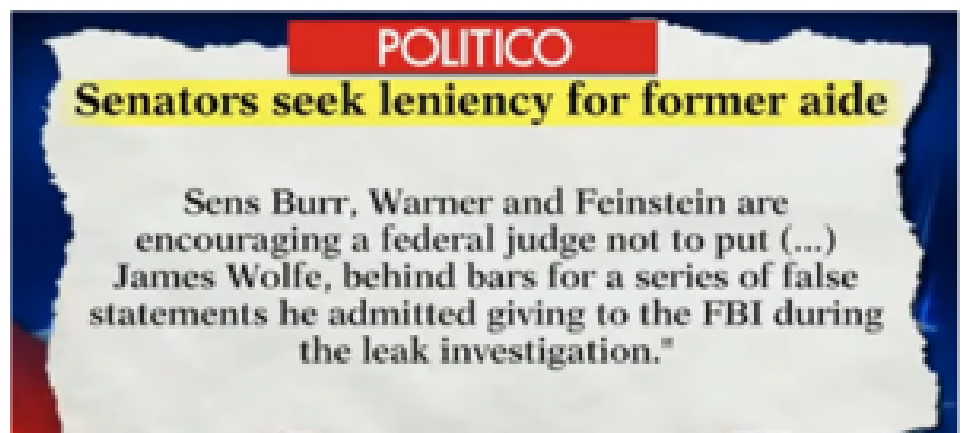 POLITICO
Senators seek leniency for former aide
Sens Burr, Warner and Feinstein are
encouraging a federal judge not to put (...)
James Wolfe, behind bars for a series of false
statements he admitted giving to the FBI during
the leak investigation."